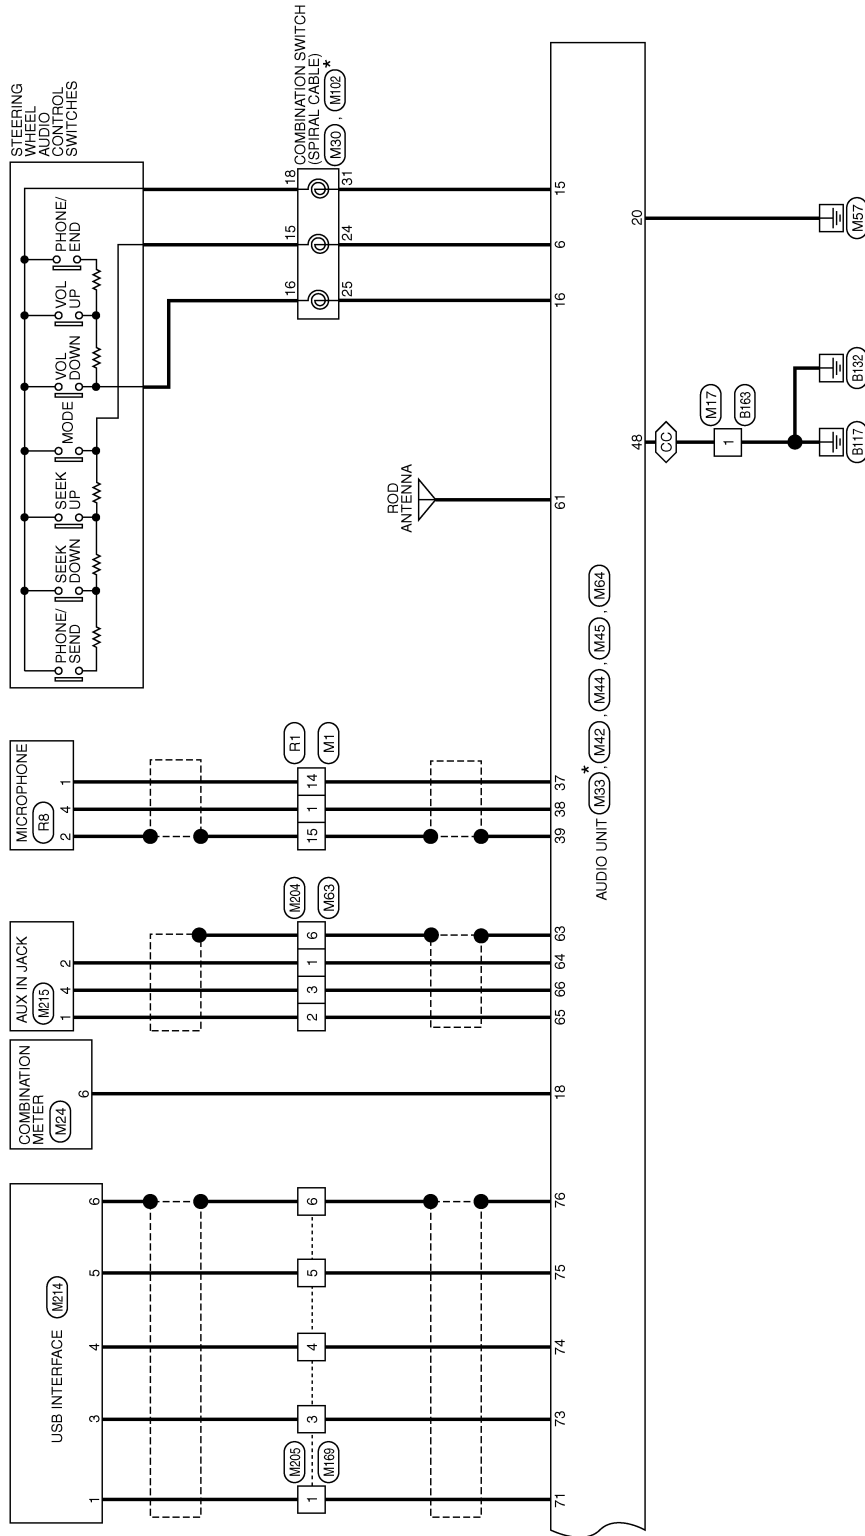 STEERING
WHEEL
AUDIO
CONTROL
SWITCHES
PHONE/
SEND
SEEK
DOWN
SEEK
UP
MODE
VOL
DOWN
VOL
UP
PHONE/
END
COMBINATION SWITCH
(SPIRAL CABLE)
M30 , M102 *
16 15 18
25 24 31
16 6 15
MICROPHONE
R8
2 4 1
R1
M1
15 1 14
39 38 37
AUX IN JACK
M215
1 4 2
M204
M63
2 3 1 6
65 66 64 63
COMBINATION
METER
M24
6
18
USB INTERFACE
M214
1 3 4 5 6
M205
M169
1 3 4 5 6
71 73 74 75 76
ROD
ANTENNA
61
AUDIO UNIT M33 * , M42 , M44 , M45 , M64
48
CC
M17
B163
1
B117
B132
20
M57